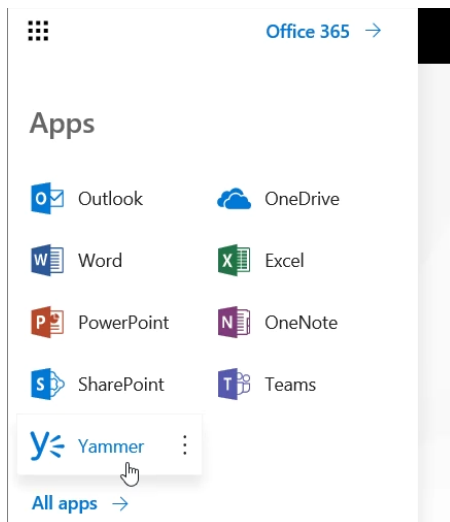 Office 365 →
Apps
Outlook OneDrive
Word Excel
PowerPoint OneNote
SharePoint Teams
Yammer
All apps →